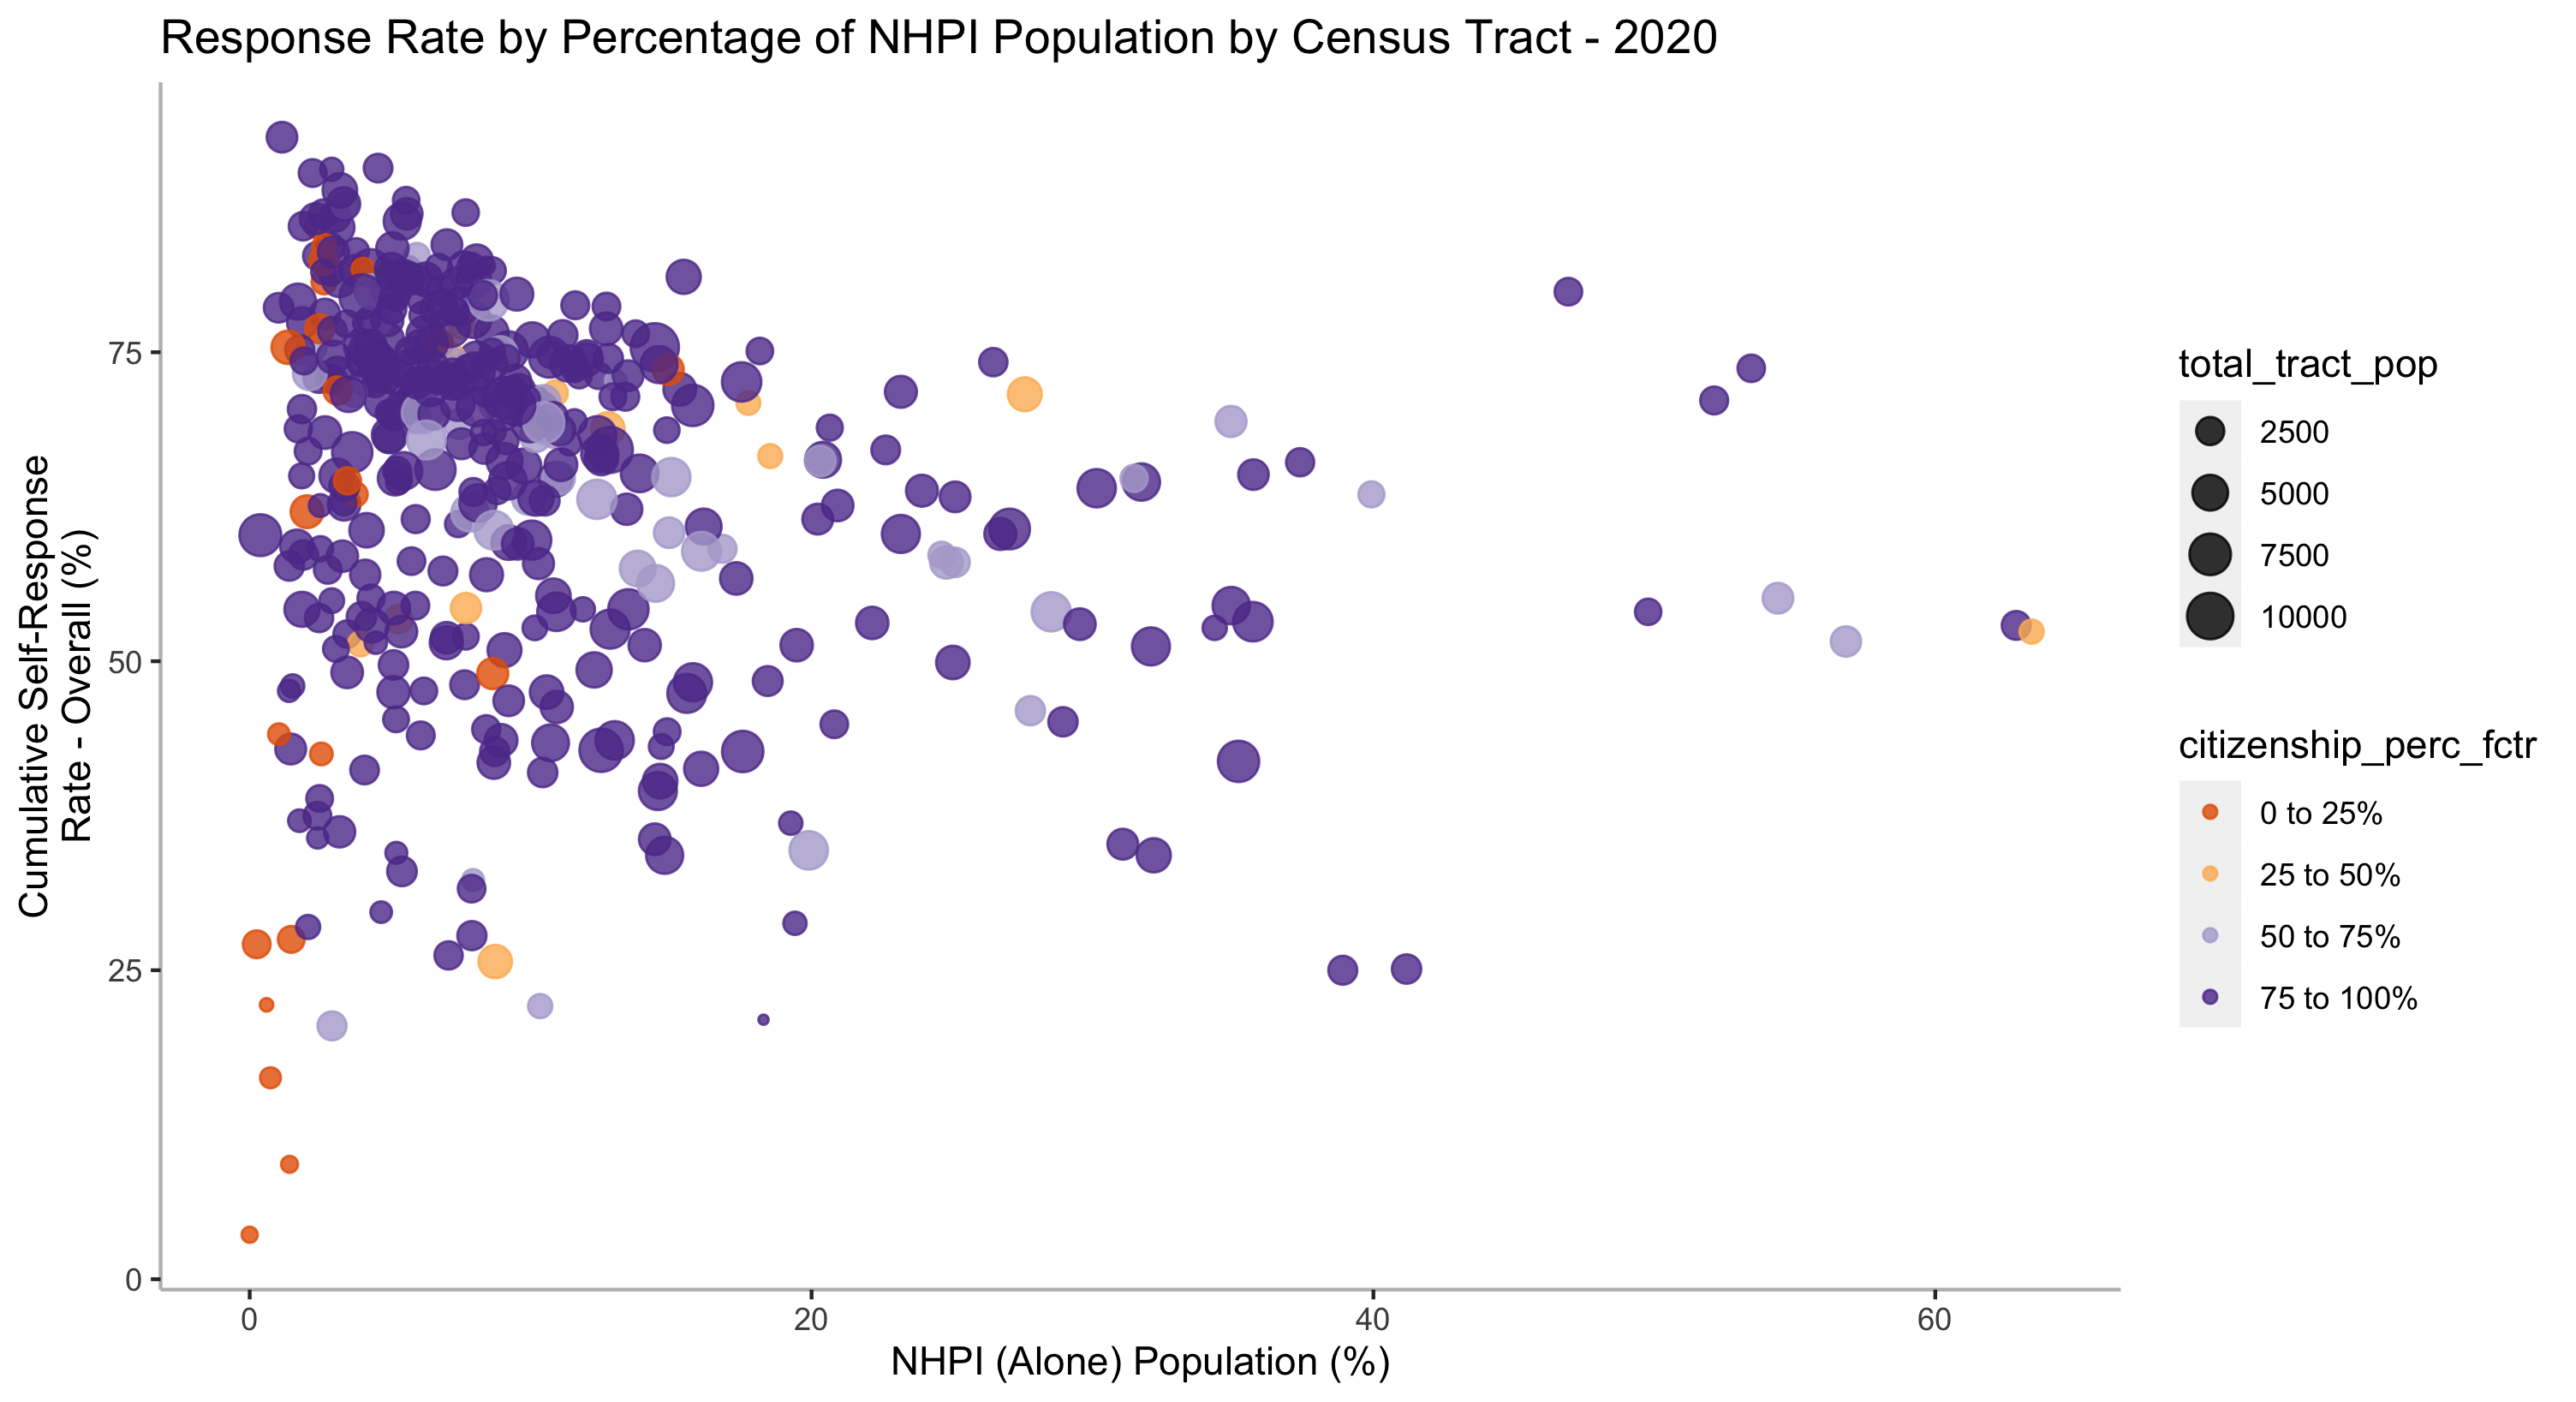 Response Rate by Percentage of NHPI Population by Census Tract - 2020
Cumulative Self-Response
Rate - Overall (%)
75
50
25
0
0
20
40
60
NHPI (Alone) Population (%)
total_tract_pop
2500
5000
7500
10000
citizenship_perc_fctr
0 to 25%
25 to 50%
50 to 75%
75 to 100%